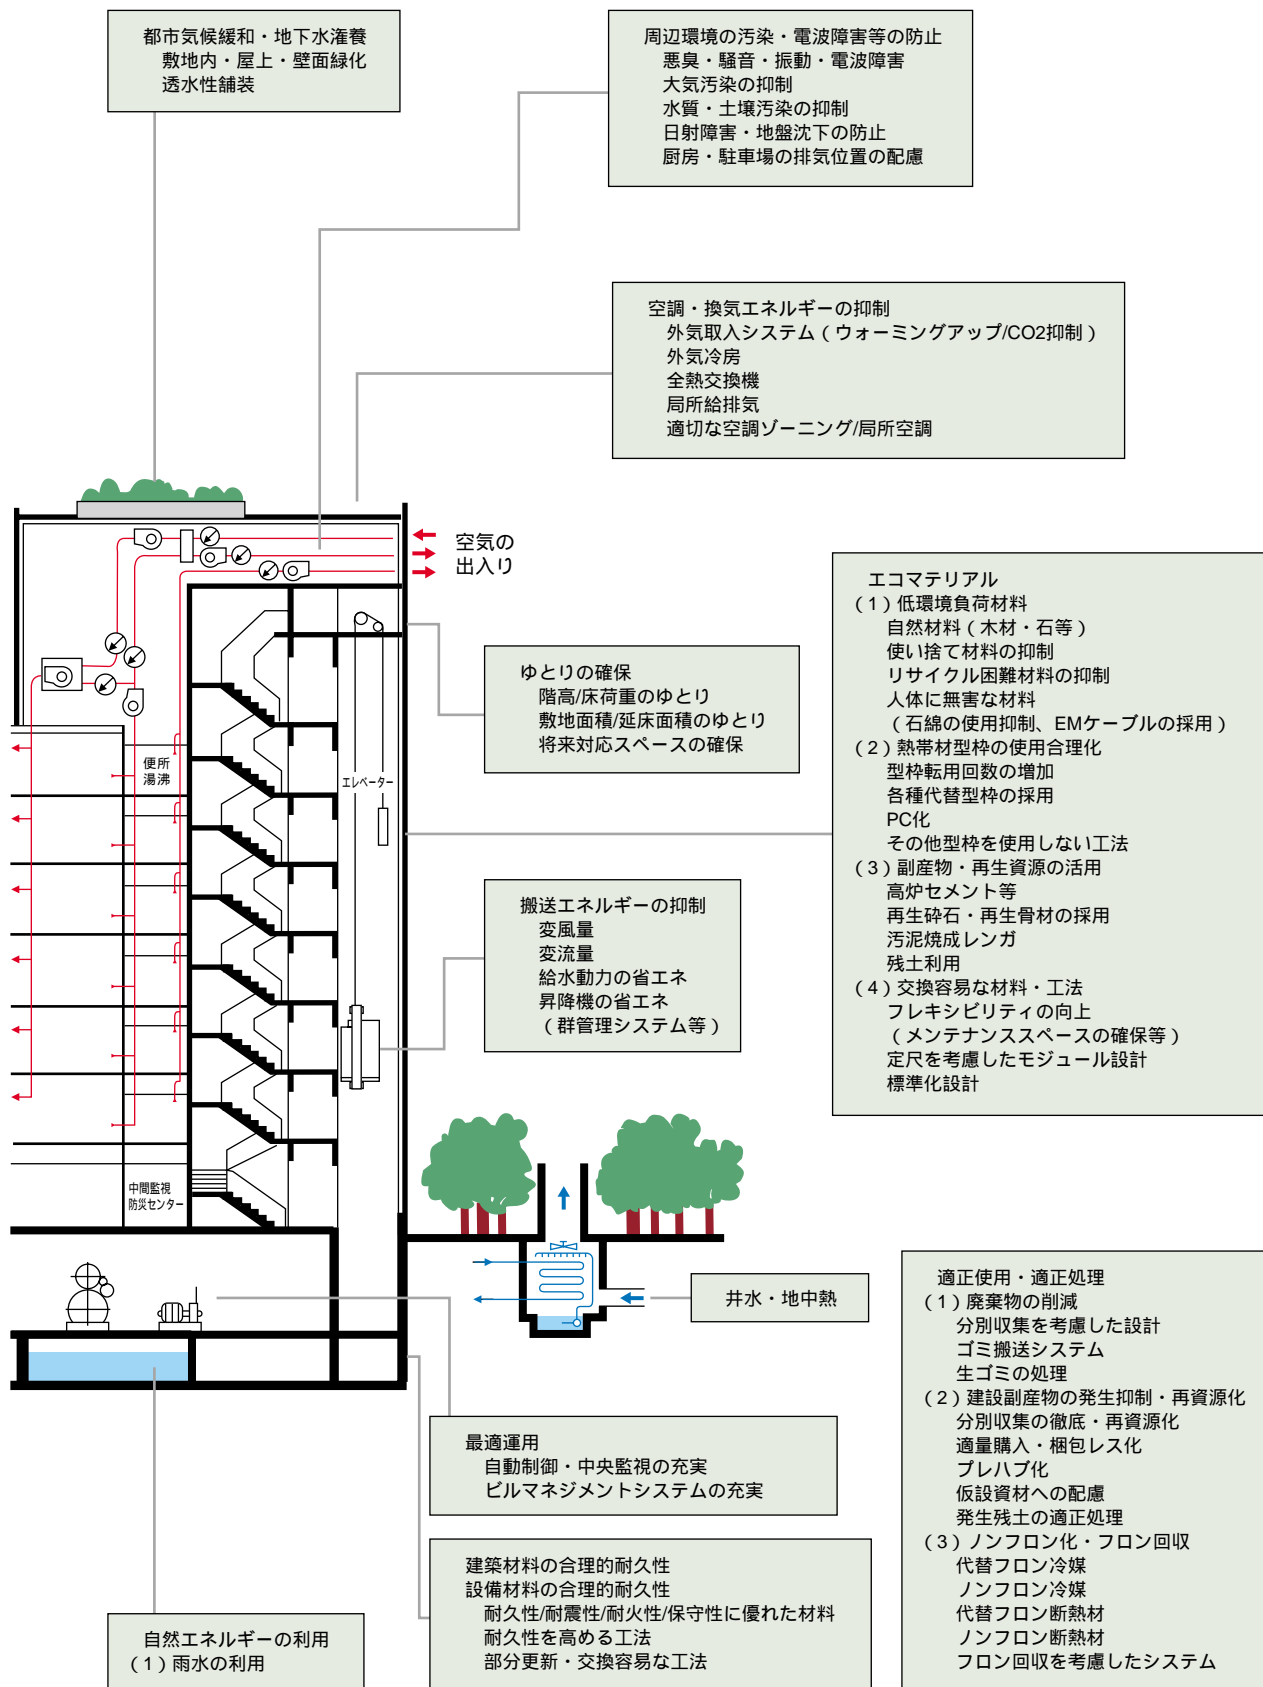 都市気候緩和・地下水滝養
敷地内・屋上・壁面緑化
透水性舗装
周辺環境の汚染・電波障害等の防止
悪臭・騒音・振動・電波障害
大気汚染の抑制
水質・土壌汚染の抑制
日射障害・地盤沈下の防止
厨房・駐車場の排気位置の配慮
空調・換気エネルギーの抑制
外気取入システム（ウォーミングアップ/CO2抑制）
外気冷房
全熱交換機
局所給排気
適切な空調ゾーニング/局所空調
空気の
出入り
エコマテリアル
（1）低環境負荷材料
自然材料（木材・石等）
使い捨て材料の抑制
リサイクル困難材料の抑制
人体に無害な材料
（石綿の使用抑制、EMケーブルの採用）
（2）熱帯材型枠の使用合理化
型枠転用回数の増加
各種代替型枠の採用
PC化
その他型枠を使用しない工法
（3）副産物・再生資源の活用
高炉セメント等
再生砕石・再生骨材の採用
汚泥焼成レンガ
残土利用
（4）交換容易な材料・工法
フレキシビリティの向上
（メンテナンススペースの確保等）
定尺を考慮したモジュール設計
標準化設計
ゆとりの確保
階高/床荷重のゆとり
敷地面積/延床面積のゆとり
将来対応スペースの確保
便所
湯沸
エレベーター
搬送エネルギーの抑制
変風量
変流量
給水動力の省エネ
昇降機の省エネ
（群管理システム等）
中間監視
防災センター
井水・地中熱
適正使用・適正処理
（1）廃棄物の削減
分別収集を考慮した設計
ゴミ搬送システム
生ゴミの処理
（2）建設副産物の発生抑制・再資源化
分別収集の徹底・再資源化
適量購入・梱包レス化
プレハブ化
仮設資材への配慮
発生残土の適正処理
（3）ノンフロン化・フロン回収
代替フロン冷媒
ノンフロン冷媒
代替フロン断熱材
ノンフロン断熱材
フロン回収を考慮したシステム
最適運用
自動制御・中央監視の充実
ビルマネジメントシステムの充実
建築材料の合理的耐久性
設備材料の合理的耐久性
耐久性/耐震性/耐火性/保守性に優れた材料
耐久性を高める工法
部分更新・交換容易な工法
自然エネルギーの利用
（1）雨水の利用